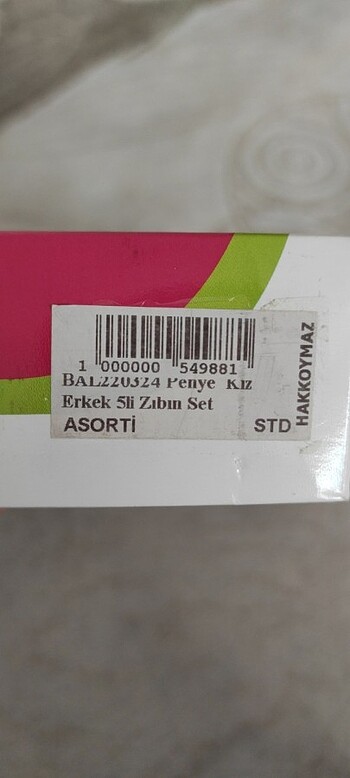 1 000000 549881
BAL220324 Penye Kız
Erkek 5li Zıbın Set
ASORTİ STD
HAKKOYMAZ